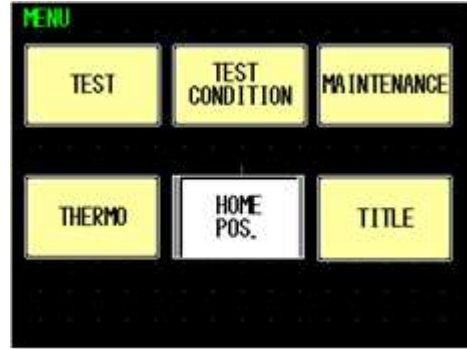 MENU
TEST
TEST
CONDITION
MAINTENANCE
THERMO
HOME
POS.
TITLE